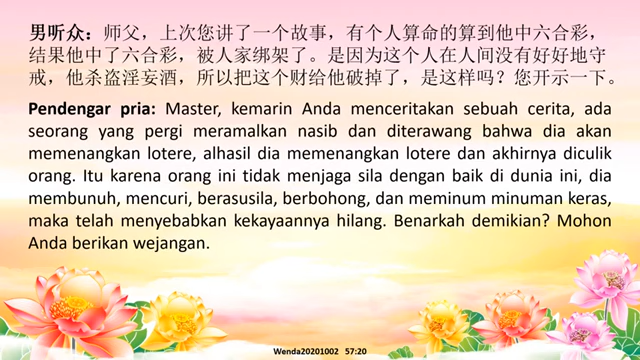 男听众：师父，上次您讲了一个故事，有个人算命的算到他中六合彩，
结果他中了六合彩，被人家绑架了。是因为这个人在人间没有好好地守
戒，他杀盗淫妄酒，所以把这个财给他破掉了，是这样吗？您开示一下。
Pendengar pria: Master, kemarin Anda menceritakan sebuah cerita, ada
seorang yang pergi meramalkan nasib dan diterawang bahwa dia akan
memenangkan lotere, alhasil dia memenangkan lotere dan akhirnya diculik
orang. Itu karena orang ini tidak menjaga sila dengan baik di dunia ini, dia
membunuh, mencuri, berasusila, berbohong, dan meminum minuman keras,
maka telah menyebabkan kekayaannya hilang. Benarkah demikian? Mohon
Anda berikan wejangan.
Wenda20201002 57:20